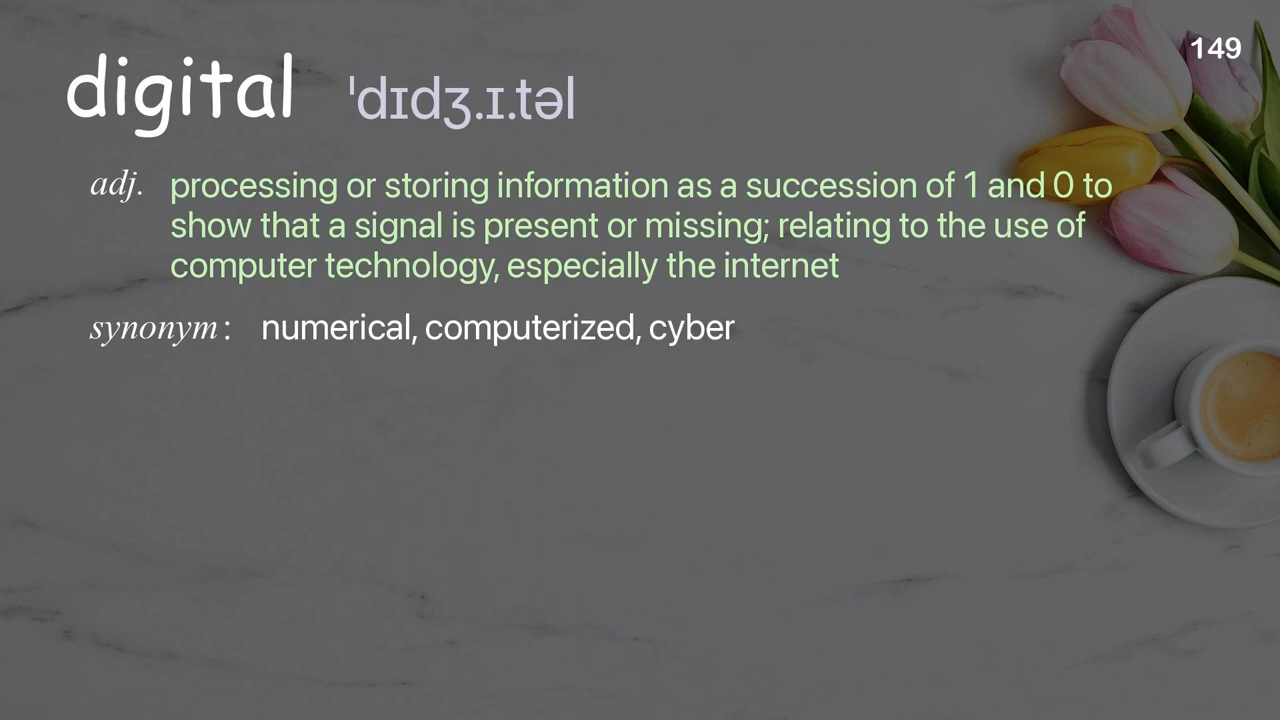 149
digital ˈdɪdʒ.ɪ.təl
adj. processing or storing information as a succession of 1 and 0 to
show that a signal is present or missing; relating to the use of
computer technology, especially the internet
synonym: numerical, computerized, cyber